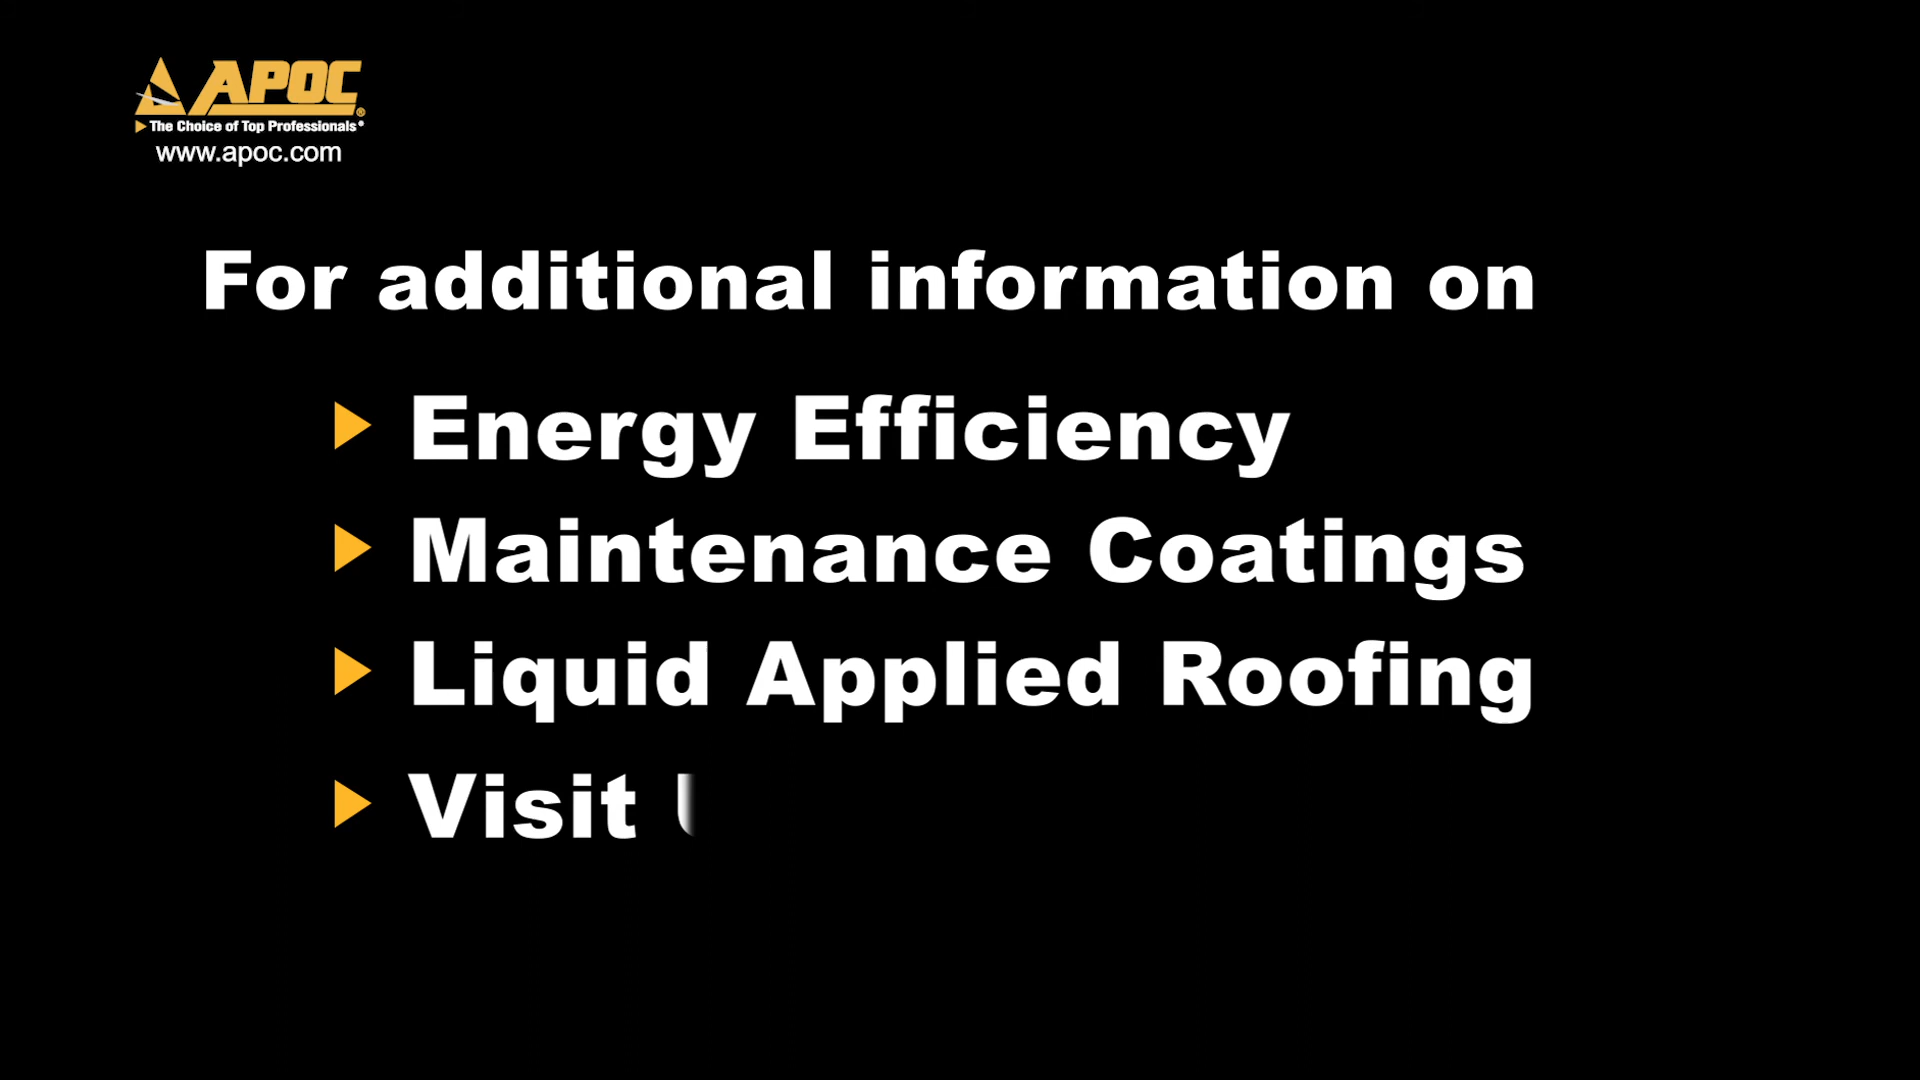 APOC®
The Choice of Top Professionals®
www.apoc.com
For additional information on
Energy Efficiency
Maintenance Coatings
Liquid Applied Roofing
Visit